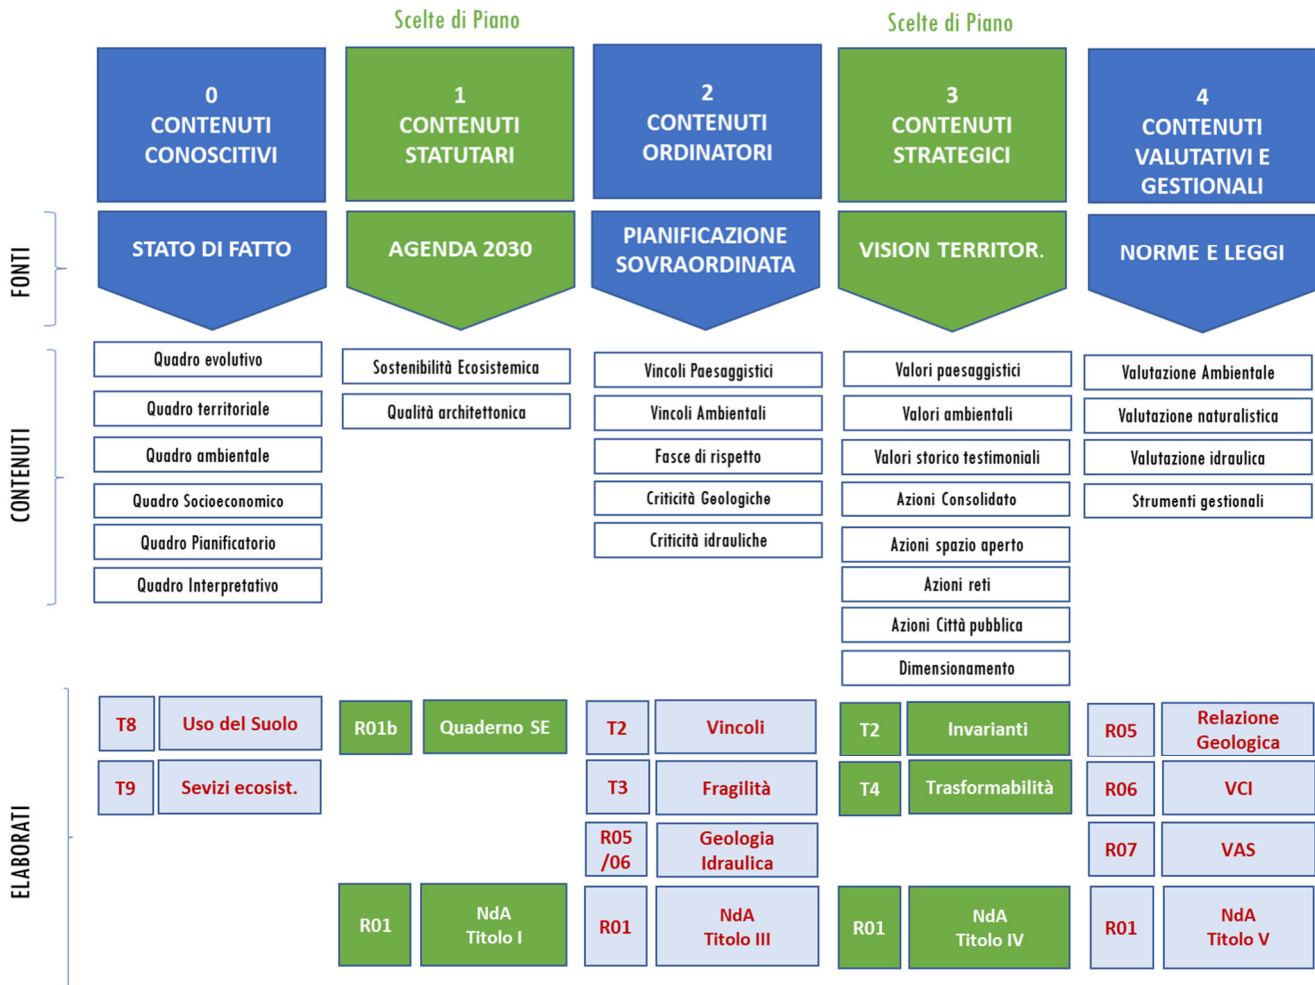 Scelte di Piano
Scelte di Piano
0
CONTENUTI
CONOSCITIVI
1
CONTENUTI
STATUTARI
2
CONTENUTI
ORDINATORI
3
CONTENUTI
STRATEGICI
4
CONTENUTI
VALUTATIVI E
GESTIONALI
FONTI
STATO DI FATTO
AGENDA 2030
PIANIFICAZIONE
SOVRAORDINATA
VISION TERRITOR.
NORME E LEGGI
CONTENUTI
Quadro evolutivo
Quadro territoriale
Quadro ambientale
Quadro Socioeconomico
Quadro Pianificatorio
Quadro Interpretativo
Sostenibilità Ecosistemica
Qualità architettonica
Vincoli Paesaggistici
Vincoli Ambientali
Fasce di rispetto
Criticità Geologiche
Criticità idrauliche
Valori paesaggistici
Valori ambientali
Valori storico testimoniali
Azioni Consolidato
Azioni spazio aperto
Azioni reti
Azioni Città pubblica
Dimensionamento
Valutazione Ambientale
Valutazione naturalistica
Valutazione idraulica
Strumenti gestionali
ELABORATI
T8
Uso del Suolo
T9
Sevizi ecosist.
R01b
Quaderno SE
R01
NdA
Titolo I
T2
Vincoli
T3
Fragilità
R05
/06
Geologia
Idraulica
R01
NdA
Titolo III
T2
Invarianti
T4
Trasformabilità
R01
NdA
Titolo IV
R05
Relazione
Geologica
R06
VCI
R07
VAS
R01
NdA
Titolo V